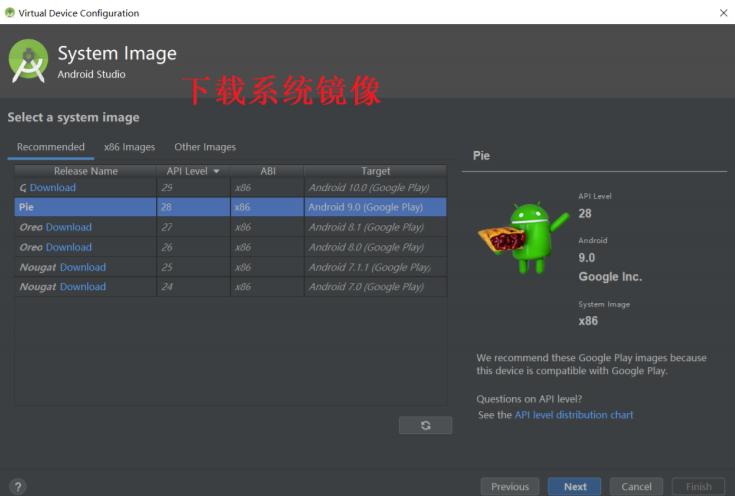 Virtual Device Configuration
System Image
Android Studio
下载系统镜像
Select a system image
Recommended x86 Images Other Images
Release Name API Level ABI Target
Q Download 29 x86 Android 10.0 (Google Play)
Pie 28 x86 Android 9.0 (Google Play)
Oreo Download 27 x86 Android 8.1 (Google Play)
Oreo Download 26 x86 Android 8.0 (Google Play)
Nougat Download 25 x86 Android 7.1.1 (Google Play)
Nougat Download 24 x86 Android 7.0 (Google Play)
Pie
API Level
28
Android
9.0
Google Inc.
System Image
x86
We recommend these Google Play images because
this device is compatible with Google Play.
Questions on API level?
See the API level distribution chart
? Previous Next Cancel Finish